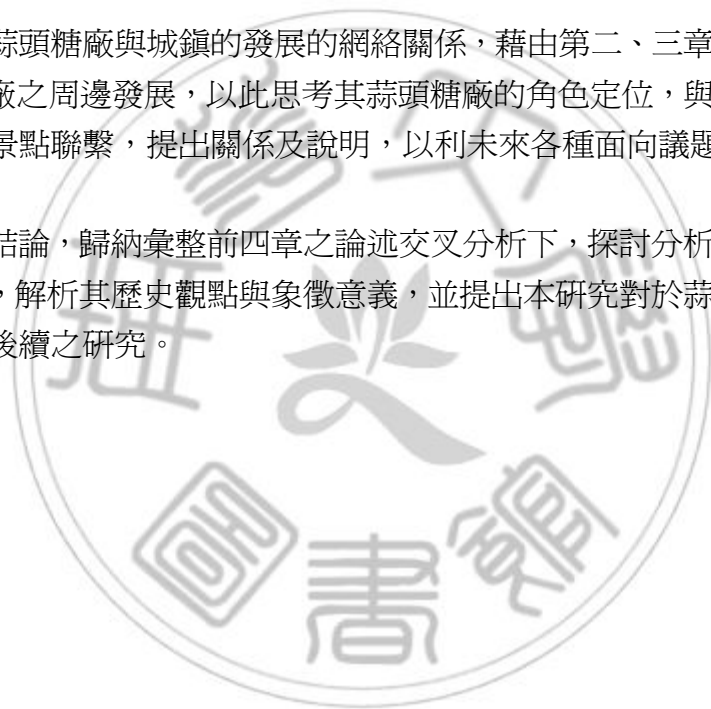 蒜頭糖廠與城鎮的發展的網絡關係，藉由第二、三章
廠之周邊發展，以此思考其蒜頭糖廠的角色定位，與
景點聯繫，提出關係及說明，以利未來各種面向議題
結論，歸納彙整前四章之論述交叉分析下，探討分析
，解析其歷史觀點與象徵意義，並提出本研究對於蒜
後續之研究。